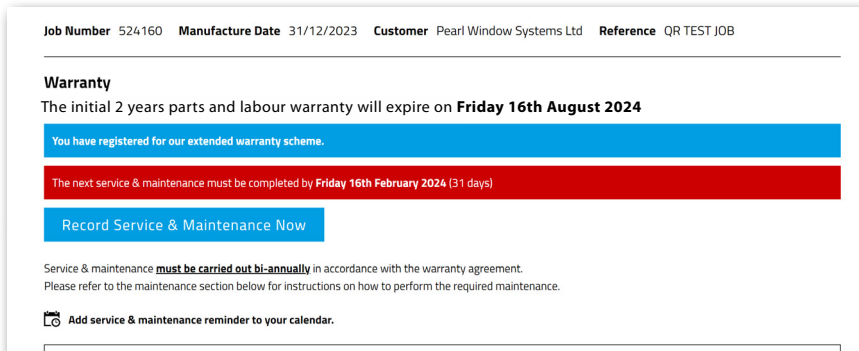 Job Number 524160 Manufacture Date 31/12/2023 Customer Pearl Window Systems Ltd Reference QR TEST JOB
Warranty
The initial 2 years parts and labour warranty will expire on Friday 16th August 2024
You have registered for our extended warranty scheme.
The next service & maintenance must be completed by Friday 16th February 2024 (31 days)
Record Service & Maintenance Now
Service & maintenance must be carried out bi-annually in accordance with the warranty agreement.
Please refer to the maintenance section below for instructions on how to perform the required maintenance.
Add service & maintenance reminder to your calendar.